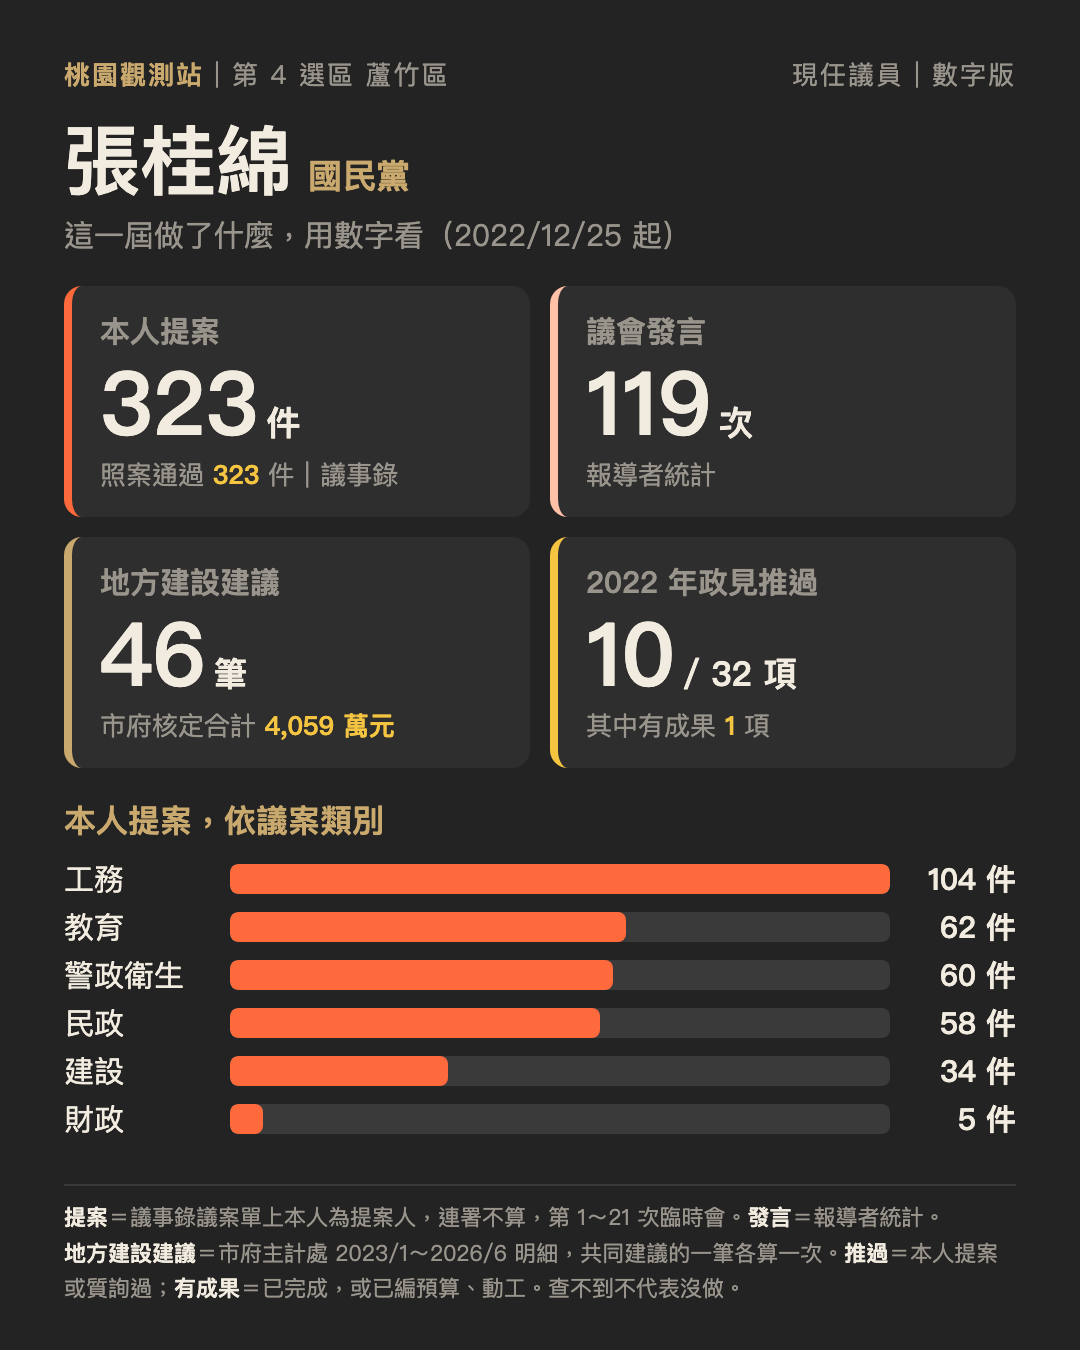 桃園觀測站｜第 4 選區 蘆竹區
現任議員｜數字版
張桂綿 國民黨
這一屆做了什麼，用數字看（2022/12/25 起）
本人提案
323 件
照案通過 323 件｜議事錄
議會發言
119 次
報導者統計
地方建設建議
46 筆
市府核定合計 4,059 萬元
2022 年政見推過
10 / 32 項
其中有成果 1 項
本人提案，依議案類別
工務 104 件
教育 62 件
警政衛生 60 件
民政 58 件
建設 34 件
財政 5 件
提案＝議事錄議案單上本人為提案人，連署不算，第 1～21 次臨時會。發言＝報導者統計。
地方建設建議＝市府主計處 2023/1～2026/6 明細，共同建議的一筆各算一次。推過＝本人提案
或質詢過；有成果＝已完成，或已編預算、動工。查不到不代表沒做。